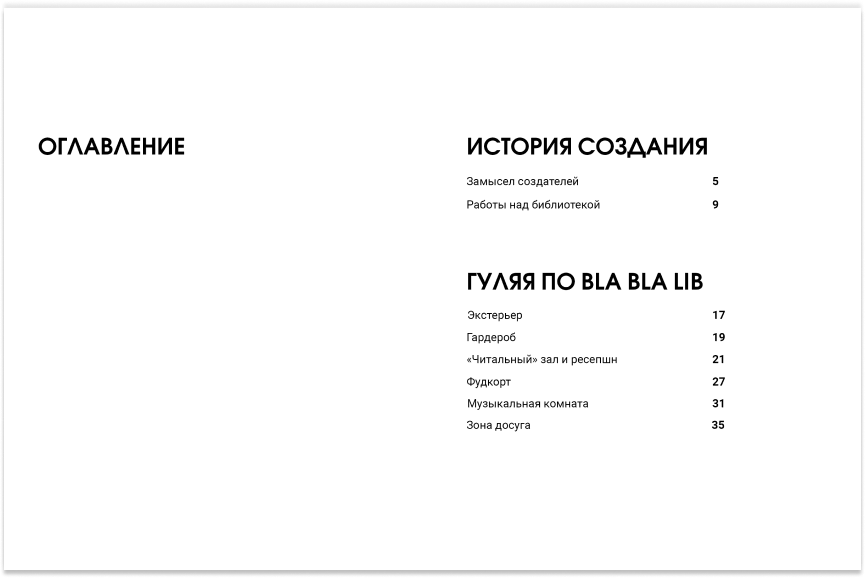 ОГЛАВЛЕНИЕ
ИСТОРИЯ СОЗДАНИЯ
Замысел создателей 5
Работы над библиотекой 9
ГУЛЯЯ ПО BLA BLA LIB
Экстерьер 17
Гардероб 19
«Читальный» зал и ресепшн 21
Фудкорт 27
Музыкальная комната 31
Зона досуга 35